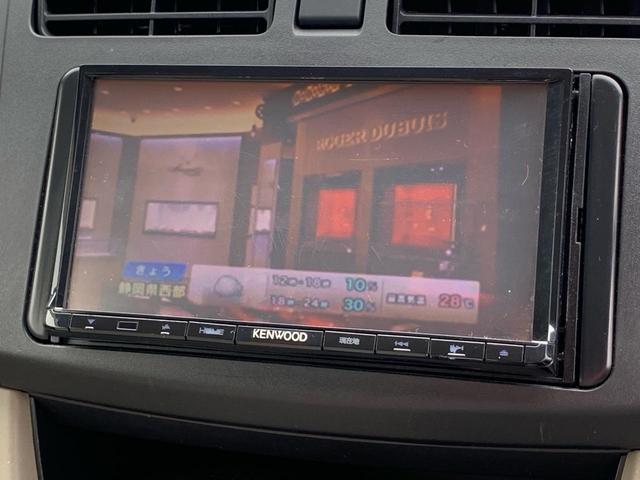 ROGER DUBUIS
きょう
静岡県西部
12時-18時 10%
18時-24時 30%
最高気温 28℃
HOME KENWOOD 現在地